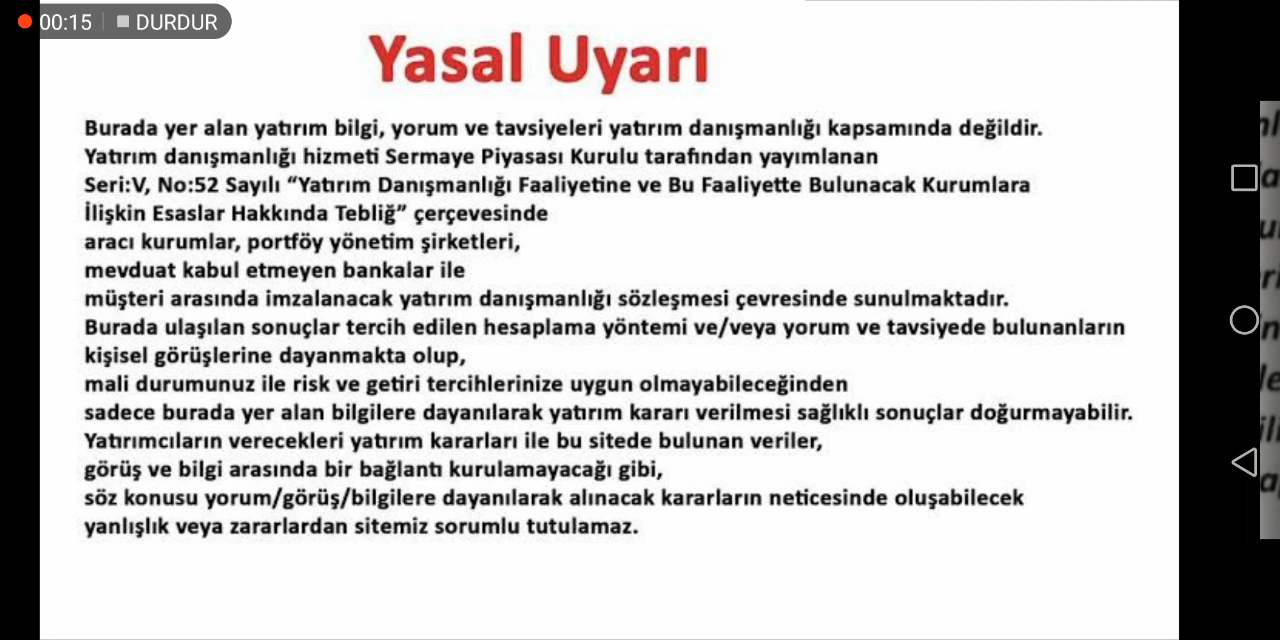 00:15 DURDUR
Yasal Uyarı
Burada yer alan yatırım bilgi, yorum ve tavsiyeleri yatırım danışmanlığı kapsamında değildir.
Yatırım danışmanlığı hizmeti Sermaye Piyasası Kurulu tarafından yayımlanan
Seri:V, No:52 Sayılı “Yatırım Danışmanlığı Faaliyetine ve Bu Faaliyette Bulunacak Kurumlara
İlişkin Esaslar Hakkında Tebliğ” çerçevesinde
aracı kurumlar, portföy yönetim şirketleri,
mevduat kabul etmeyen bankalar ile
müşteri arasında imzalanacak yatırım danışmanlığı sözleşmesi çevresinde sunulmaktadır.
Burada ulaşılan sonuçlar tercih edilen hesaplama yöntemi ve/veya yorum ve tavsiyede bulunanların
kişisel görüşlerine dayanmakta olup,
mali durumunuz ile risk ve getiri tercihlerinize uygun olmayabileceğinden
sadece burada yer alan bilgilere dayanılarak yatırım kararı verilmesi sağlıklı sonuçlar doğurmayabilir.
Yatırımcıların verecekleri yatırım kararları ile bu sitede bulunan veriler,
görüş ve bilgi arasında bir bağlantı kurulamayacağı gibi,
söz konusu yorum/görüş/bilgilere dayanılarak alınacak kararların neticesinde oluşabilecek
yanlışlık veya zararlardan sitemiz sorumlu tutulamaz.